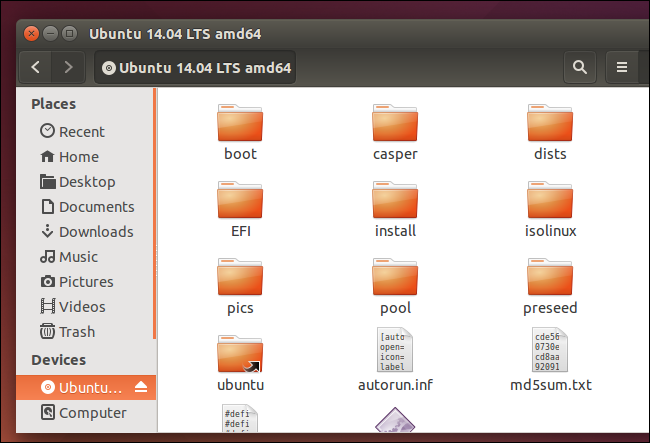 Ubuntu 14.04 LTS amd64
Ubuntu 14.04 LTS amd64
Places
Recent
Home
Desktop
Documents
Downloads
Music
Pictures
Videos
Trash
Devices
Ubuntu...
Computer
boot
casper
dists
EFI
install
isolinux
pics
pool
preseed
ubuntu
[auto
open=
icon=
label
autorun.inf
cde56
0730e
cd8aa
92091
md5sum.txt
#defi
#defi